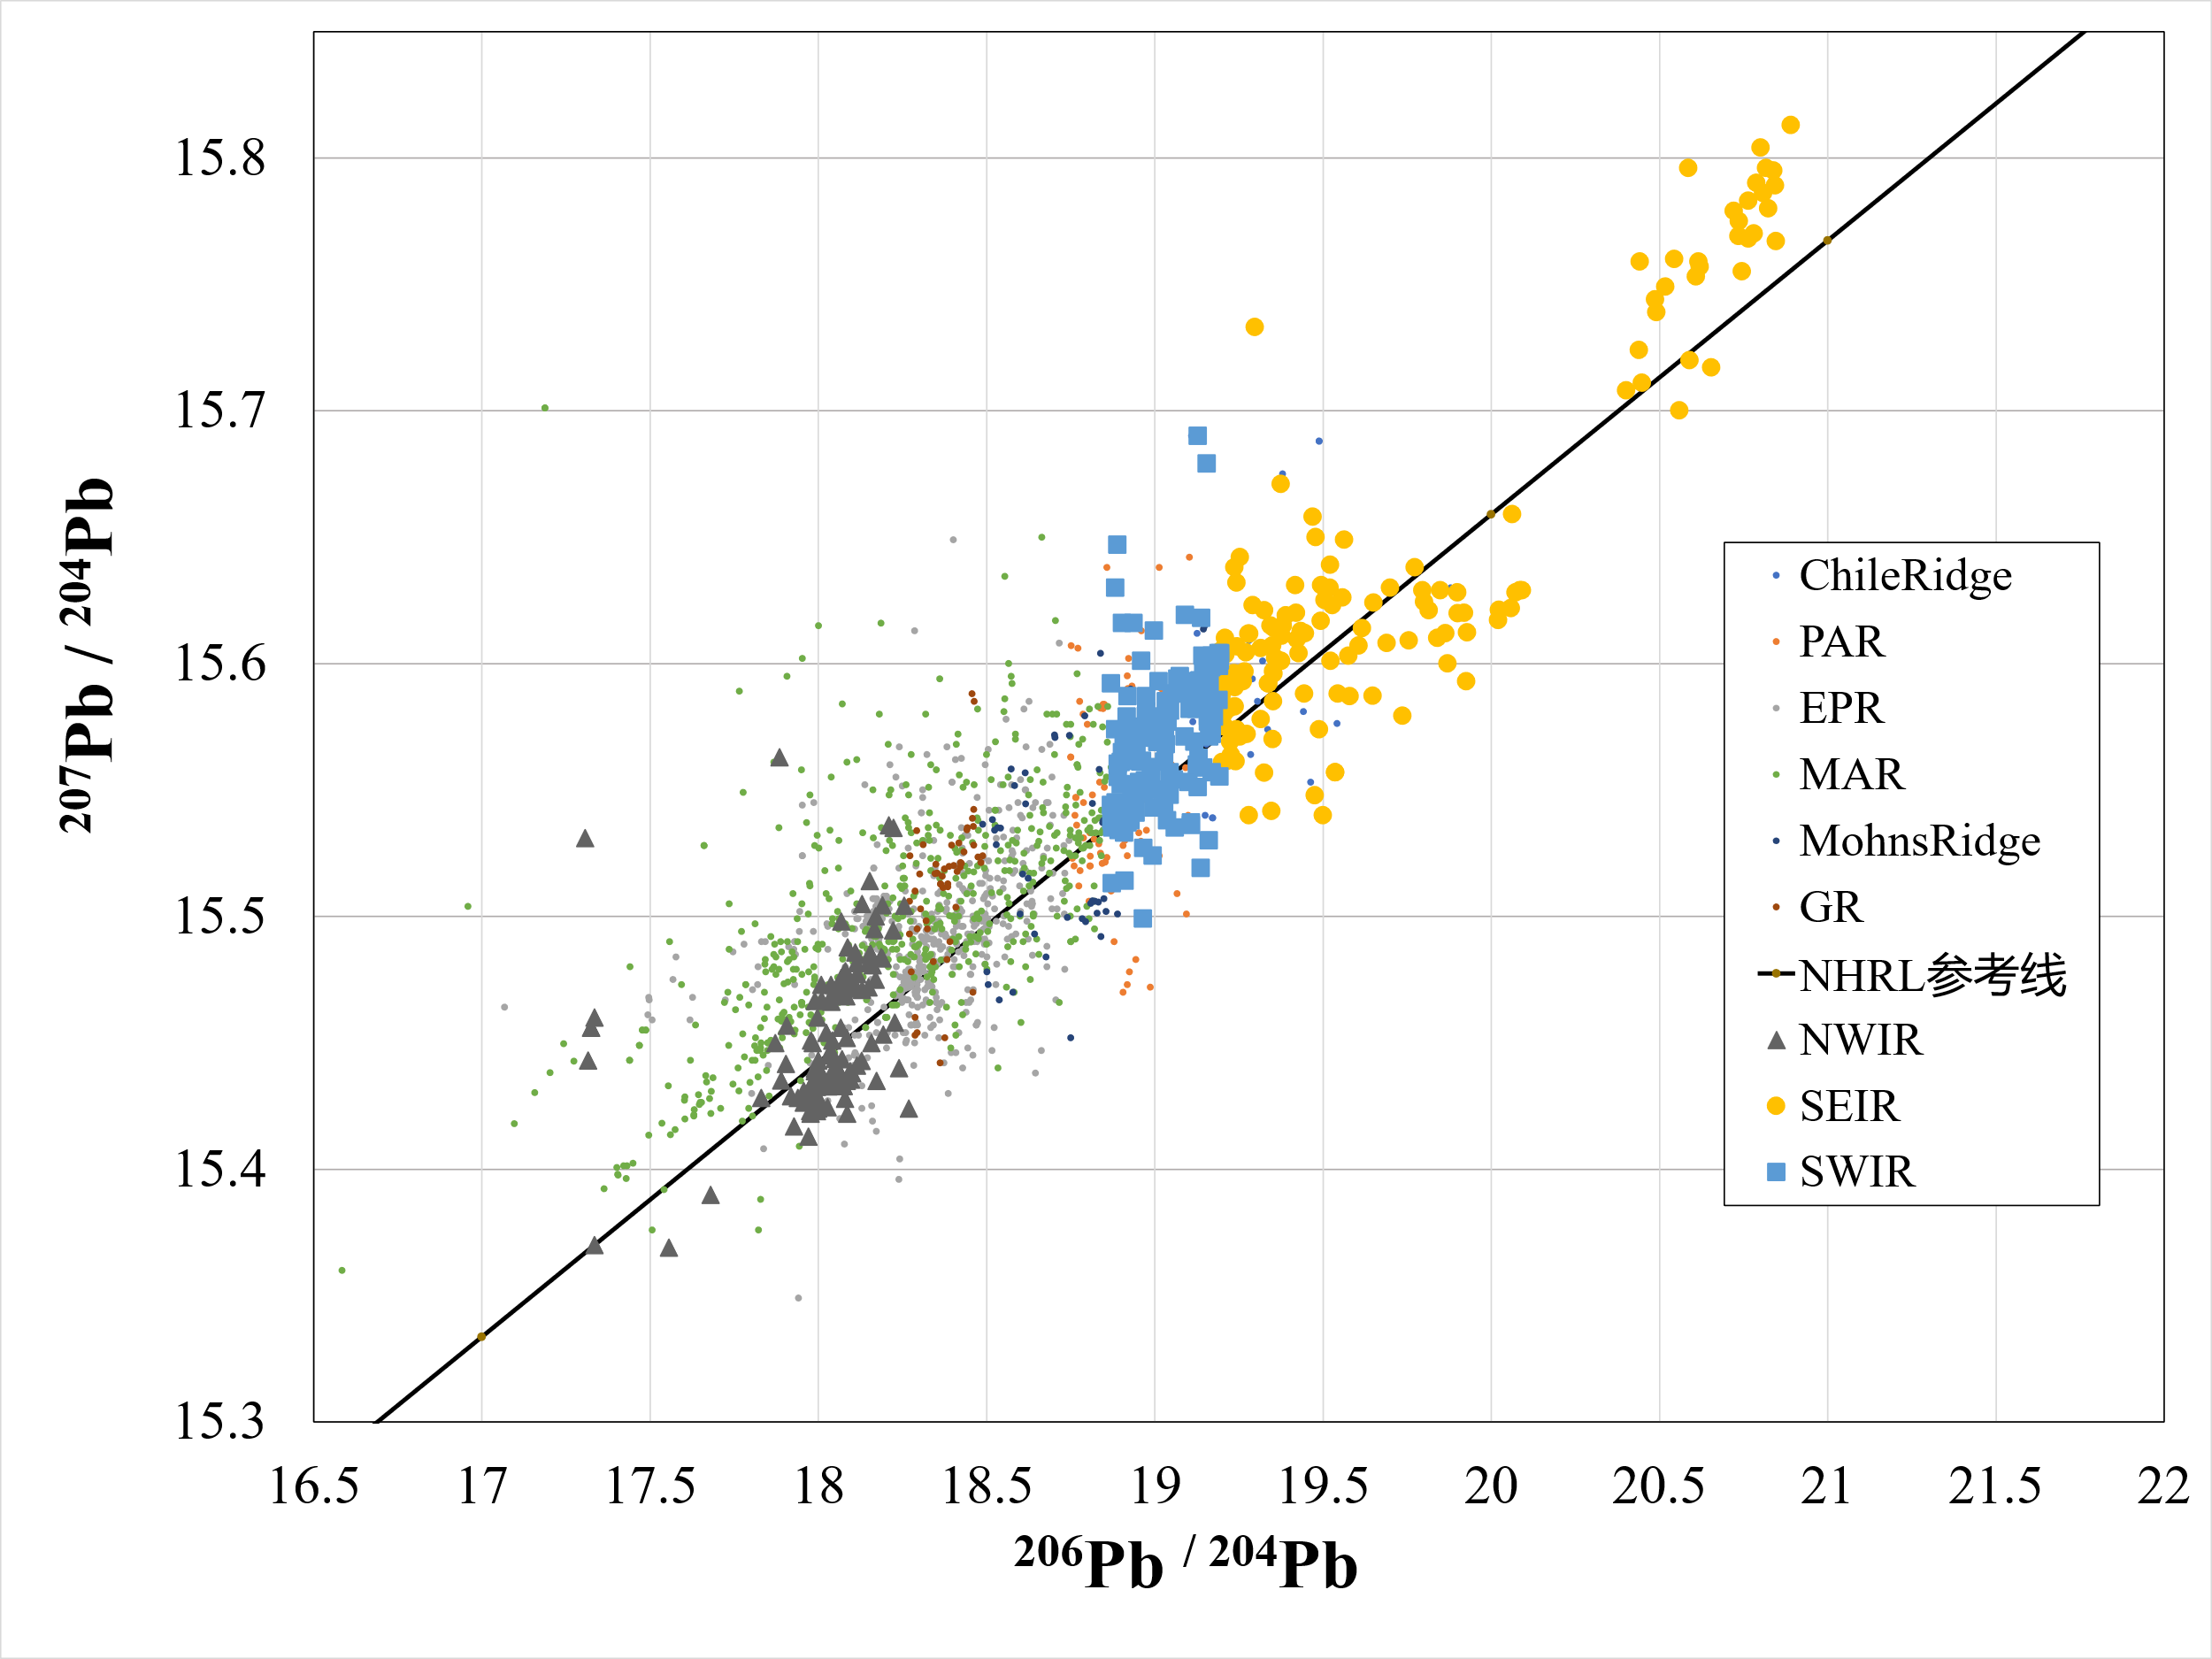 15.8
15.7
15.6
15.5
15.4
15.3
207Pb / 204Pb
16.5 17 17.5 18 18.5 19 19.5 20 20.5 21 21.5 22
206Pb / 204Pb
ChileRidge
PAR
EPR
MAR
MohnsRidge
GR
NHRL参考线
NWIR
SEIR
SWIR